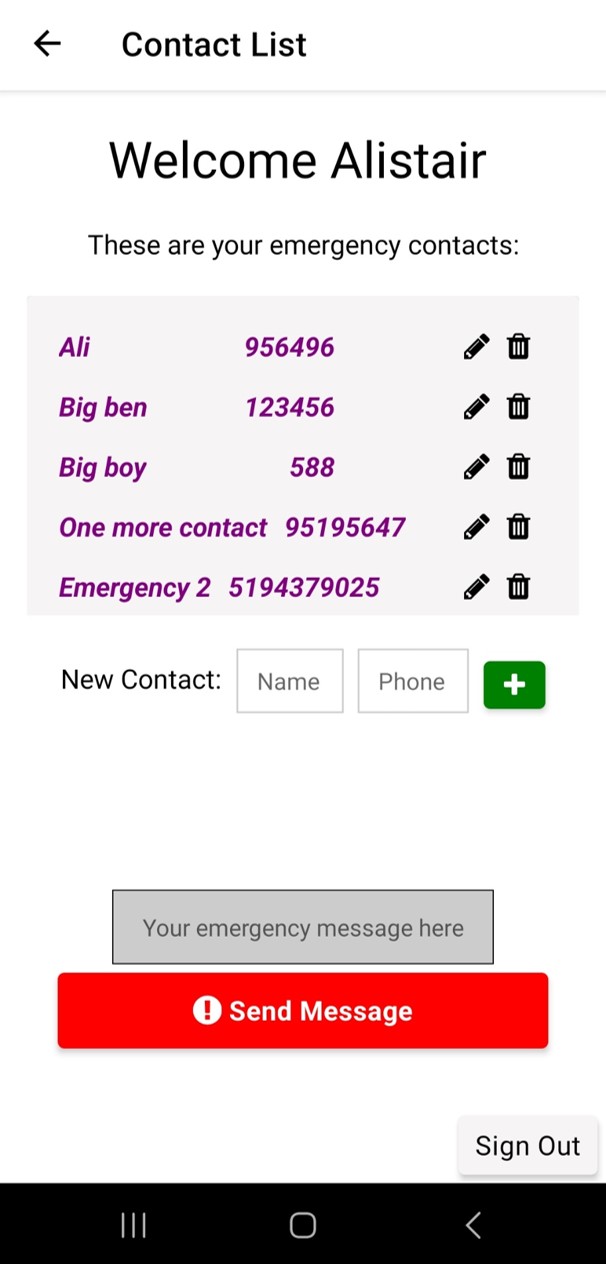 Contact List
Welcome Alistair
These are your emergency contacts:
Ali 956496
Big ben 123456
Big boy 588
One more contact 95195647
Emergency 2 5194379025
New Contact: Name Phone
Your emergency message here
Send Message
Sign Out